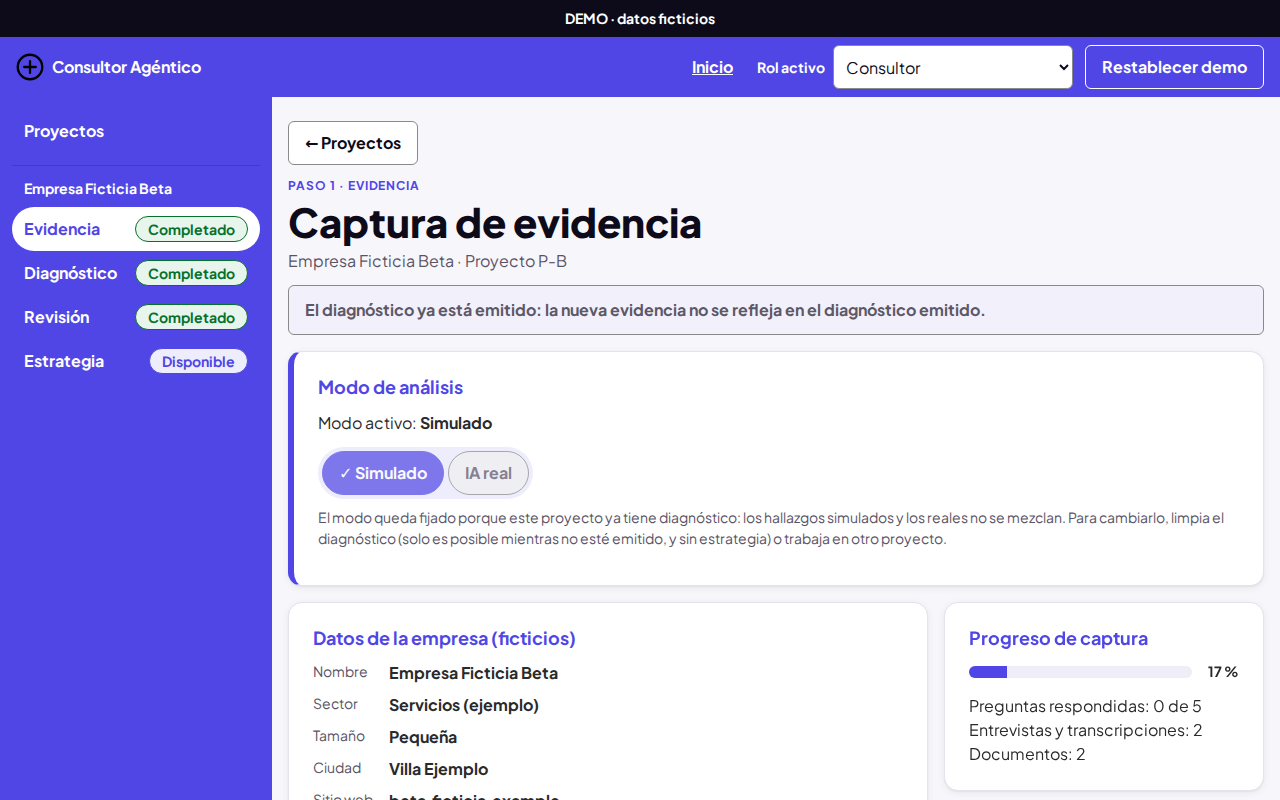 DEMO · datos ficticios
Consultor Agéntico
Inicio
Rol activo
Consultor
Restablecer demo
Proyectos
Empresa Ficticia Beta
Evidencia
Completado
Diagnóstico
Completado
Revisión
Completado
Estrategia
Disponible
← Proyectos
PASO 1 · EVIDENCIA
Captura de evidencia
Empresa Ficticia Beta · Proyecto P-B
El diagnóstico ya está emitido: la nueva evidencia no se refleja en el diagnóstico emitido.
Modo de análisis
Modo activo: Simulado
✓ Simulado
IA real
El modo queda fijado porque este proyecto ya tiene diagnóstico: los hallazgos simulados y los reales no se mezclan. Para cambiarlo, limpia el
diagnóstico (solo es posible mientras no esté emitido, y sin estrategia) o trabaja en otro proyecto.
Datos de la empresa (ficticios)
Nombre
Empresa Ficticia Beta
Sector
Servicios (ejemplo)
Tamaño
Pequeña
Ciudad
Villa Ejemplo
Sitio web
beta-ficticia.example
Progreso de captura
17 %
Preguntas respondidas: 0 de 5
Entrevistas y transcripciones: 2
Documentos: 2